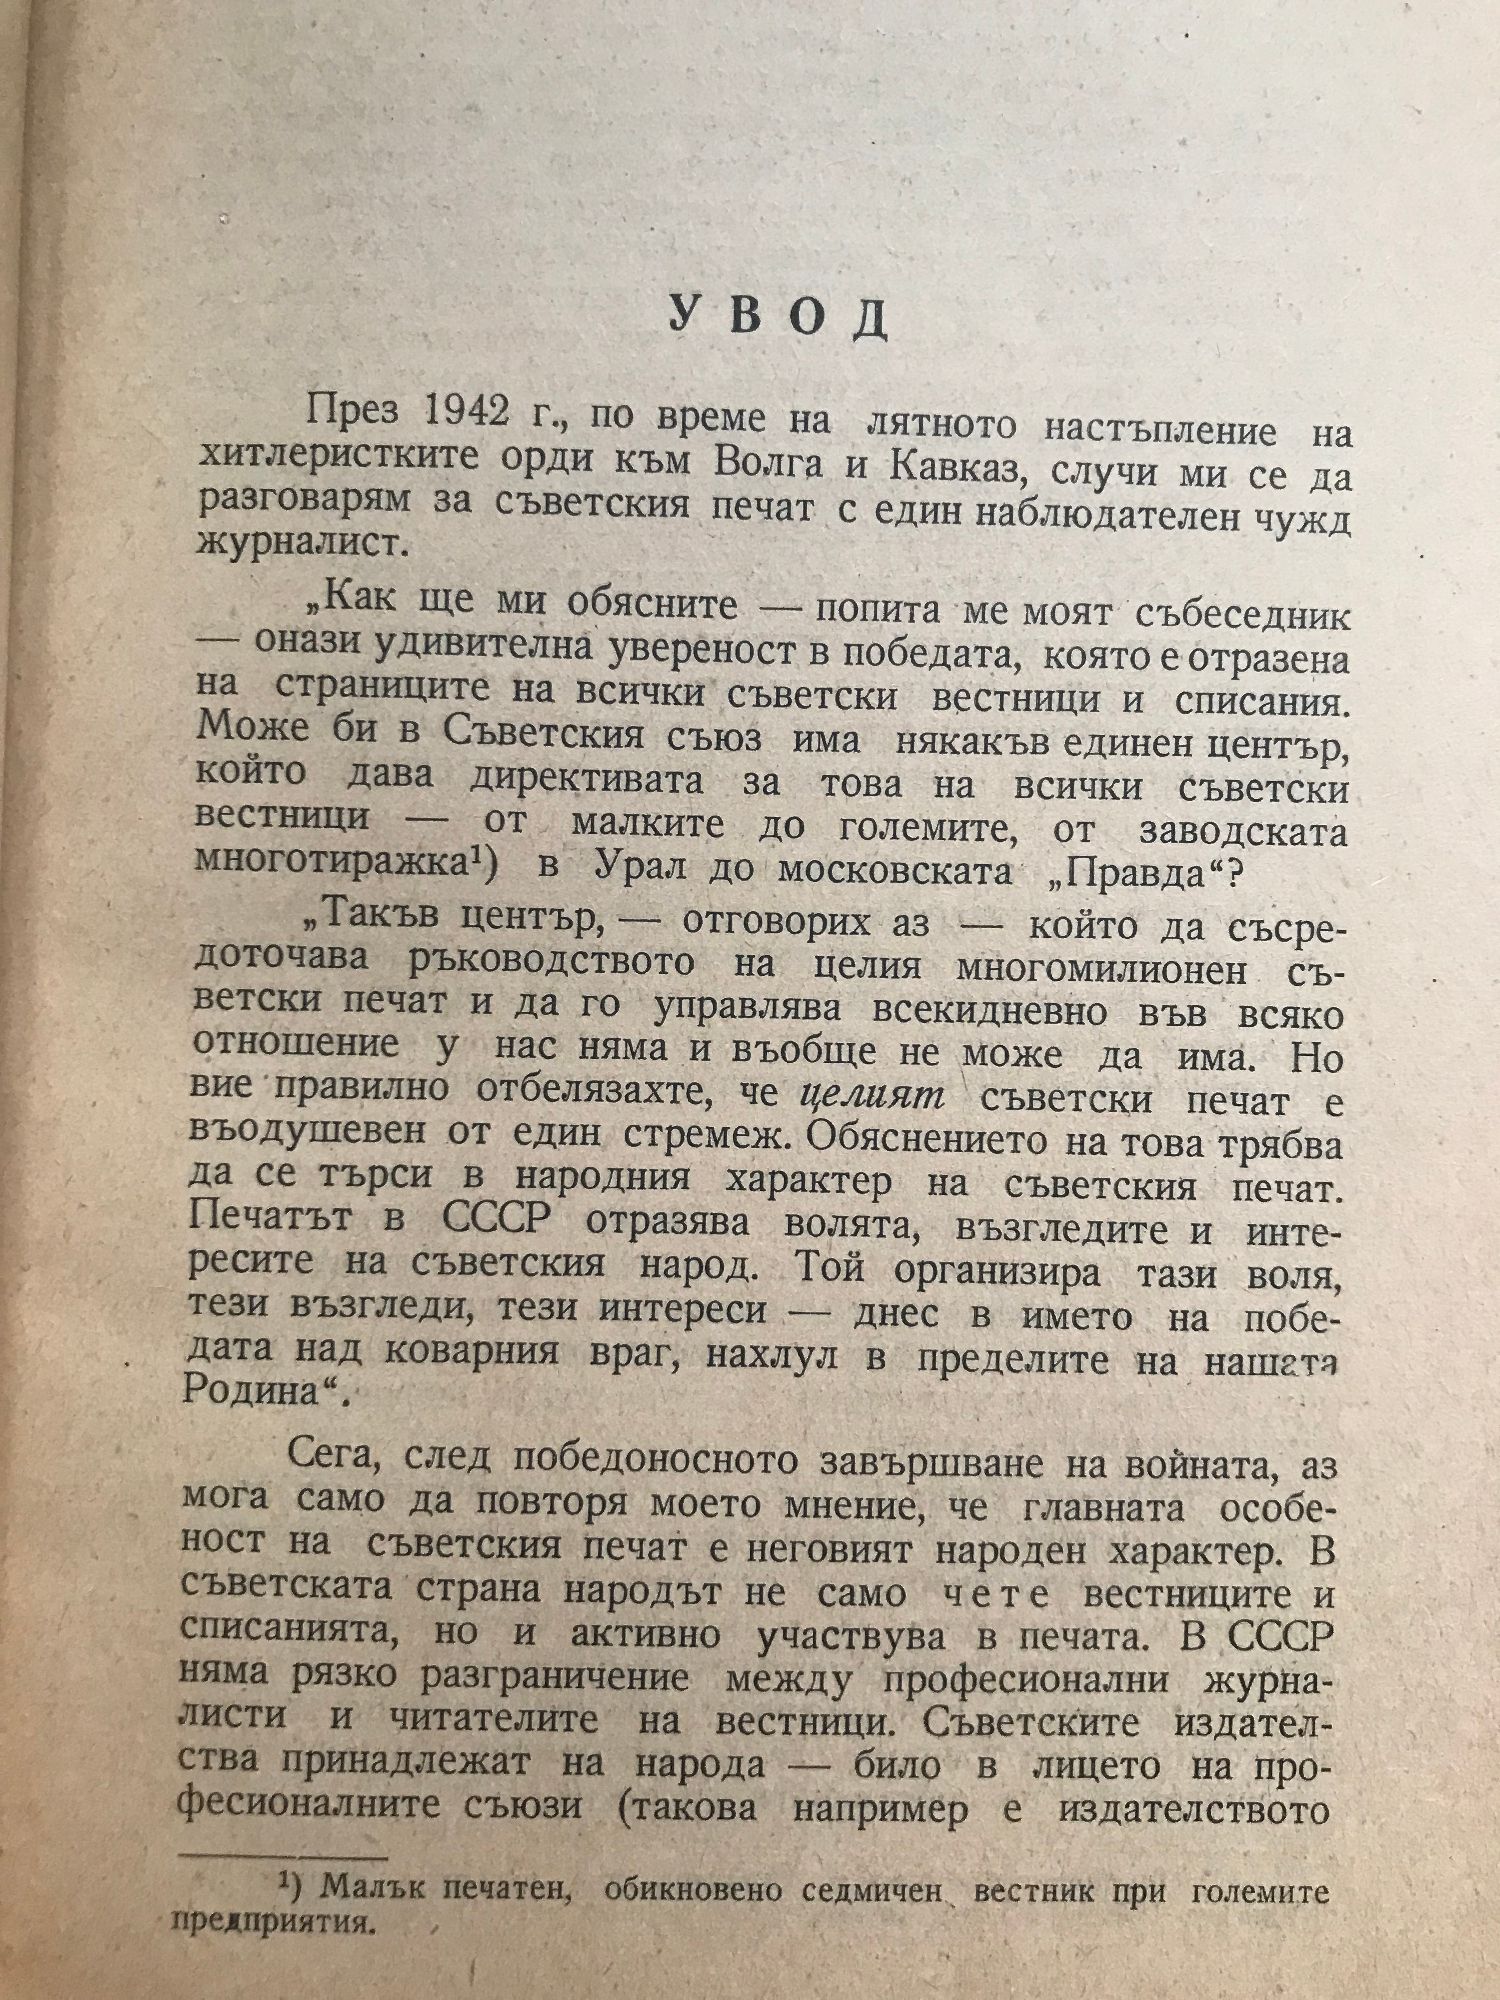 УВОД
През 1942 г., по време на лятното настъпление на
хитлеристките орди към Волга и Кавказ, случи ми се да
разговарям за съветския печат с един наблюдателен чужд
журналист.
„Как ще ми обясните — попита ме моят събеседник
— онази удивителна увереност в победата, която е отразена
на страниците на всички съветски вестници и списания.
Може би в Съветския съюз има някакъв единен център,
който дава директивата за това на всички съветски
вестници — от малките до големите, от заводската
многотиражка¹) в Урал до московската „Правда“?
„Такъв център, — отговорих аз — който да съсре-
доточава ръководството на целия многомилионен съ-
ветски печат и да го управлява всекидневно във всяко
отношение у нас няма и въобще не може да има. Но
вие правилно отбелязахте, че целият съветски печат е
въодушевен от един стремеж. Обяснението на това трябва
да се търси в народния характер на съветския печат.
Печатът в СССР отразява волята, възгледите и инте-
ресите на съветския народ. Той организира тази воля,
тези възгледи, тези интереси — днес в името на побе-
дата над коварния враг, нахлул в пределите на нашата
Родина“.
Сега, след победоносното завършване на войната, аз
мога само да повторя моето мнение, че главната особе-
ност на съветския печат е неговият народен характер. В
съветската страна народът не само чете вестниците и
списанията, но и активно участвува в печата. В СССР
няма рязко разграничение между професионални журна-
листи и читателите на вестници. Съветските издател-
ства принадлежат на народа — било в лицето на про-
фесионалните съюзи (такова например е издателството
¹) Малък печатен, обикновено седмичен вестник при големите
предприятия.